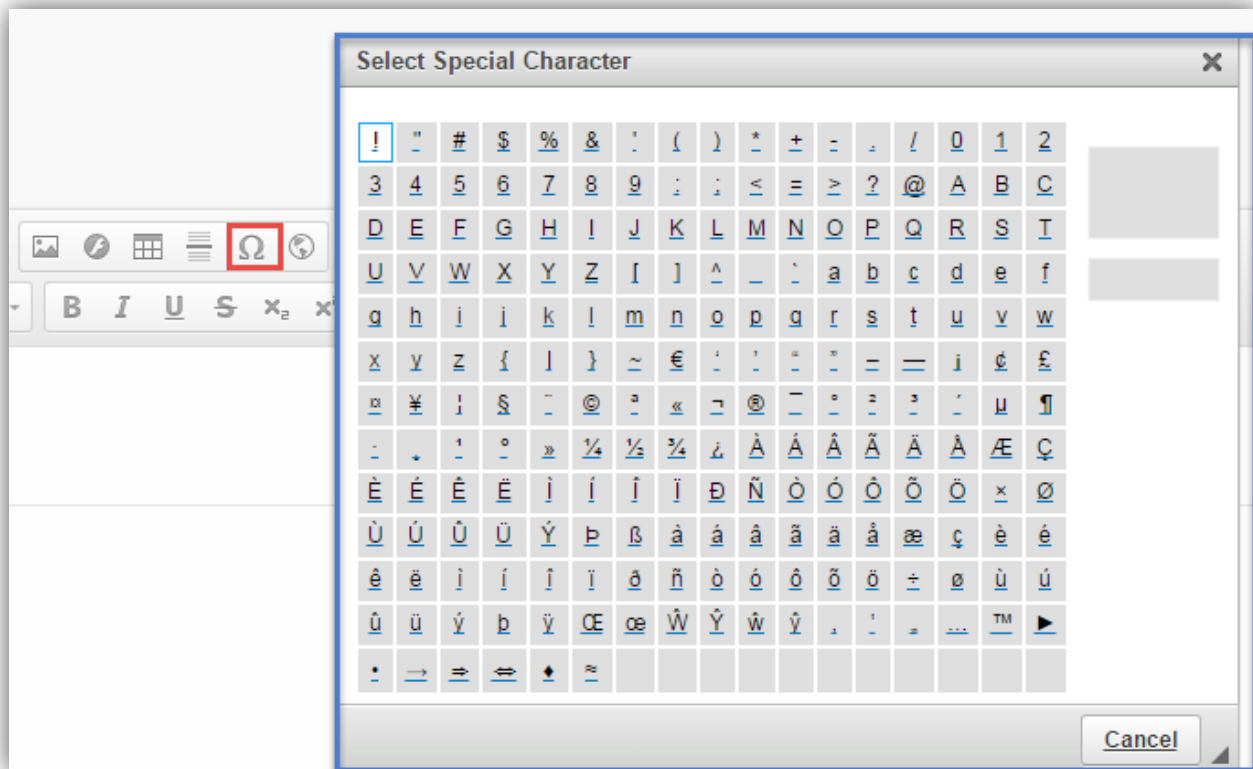 Select Special Character
! " # $ % & ' ( ) * + - . / 0 1 2
3 4 5 6 7 8 9 : ; < = > ? @ A B C
D E F G H I J K L M N O P Q R S T
U V W X Y Z [ ] ^ _ ` a b c d e f
g h i j k l m n o p q r s t u v w
x y z { | } ~ € ‘ ’ “ ” – — ¡ ¢ £
¤ ¥ ¦ § ¨ © ª « ¬ ® ¯ ° ² ³ ´ µ ¶
· ¸ ¹ º » ¼ ½ ¾ ¿ À Á Â Ã Ä Å Æ Ç
È É Ê Ë Ì Í Î Ï Ð Ñ Ò Ó Ô Õ Ö × Ø
Ù Ú Û Ü Ý Þ ß à á â ã ä å æ ç è é
ê ë ì í î ï ð ñ ò ó ô õ ö ÷ ø ù ú
û ü ý þ ÿ Œ œ Ŵ Ŷ ŵ ŷ ‚ ‛ „ … ™ ►
• → ⇒ ⇔ ♦ ≈
Ω
B I U S x₂ x
Cancel